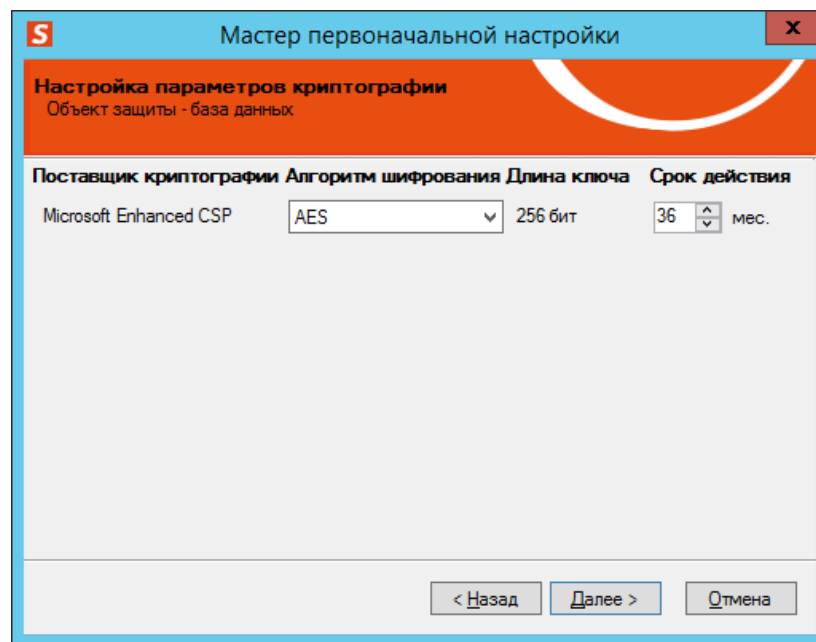 S
Мастер первоначальной настройки
x
Настройка параметров криптографии
Объект защиты - база данных
Поставщик криптографии Алгоритм шифрования Длина ключа Срок действия
Microsoft Enhanced CSP AES 256 бит 36 мес.
< Назад Далее > Отмена